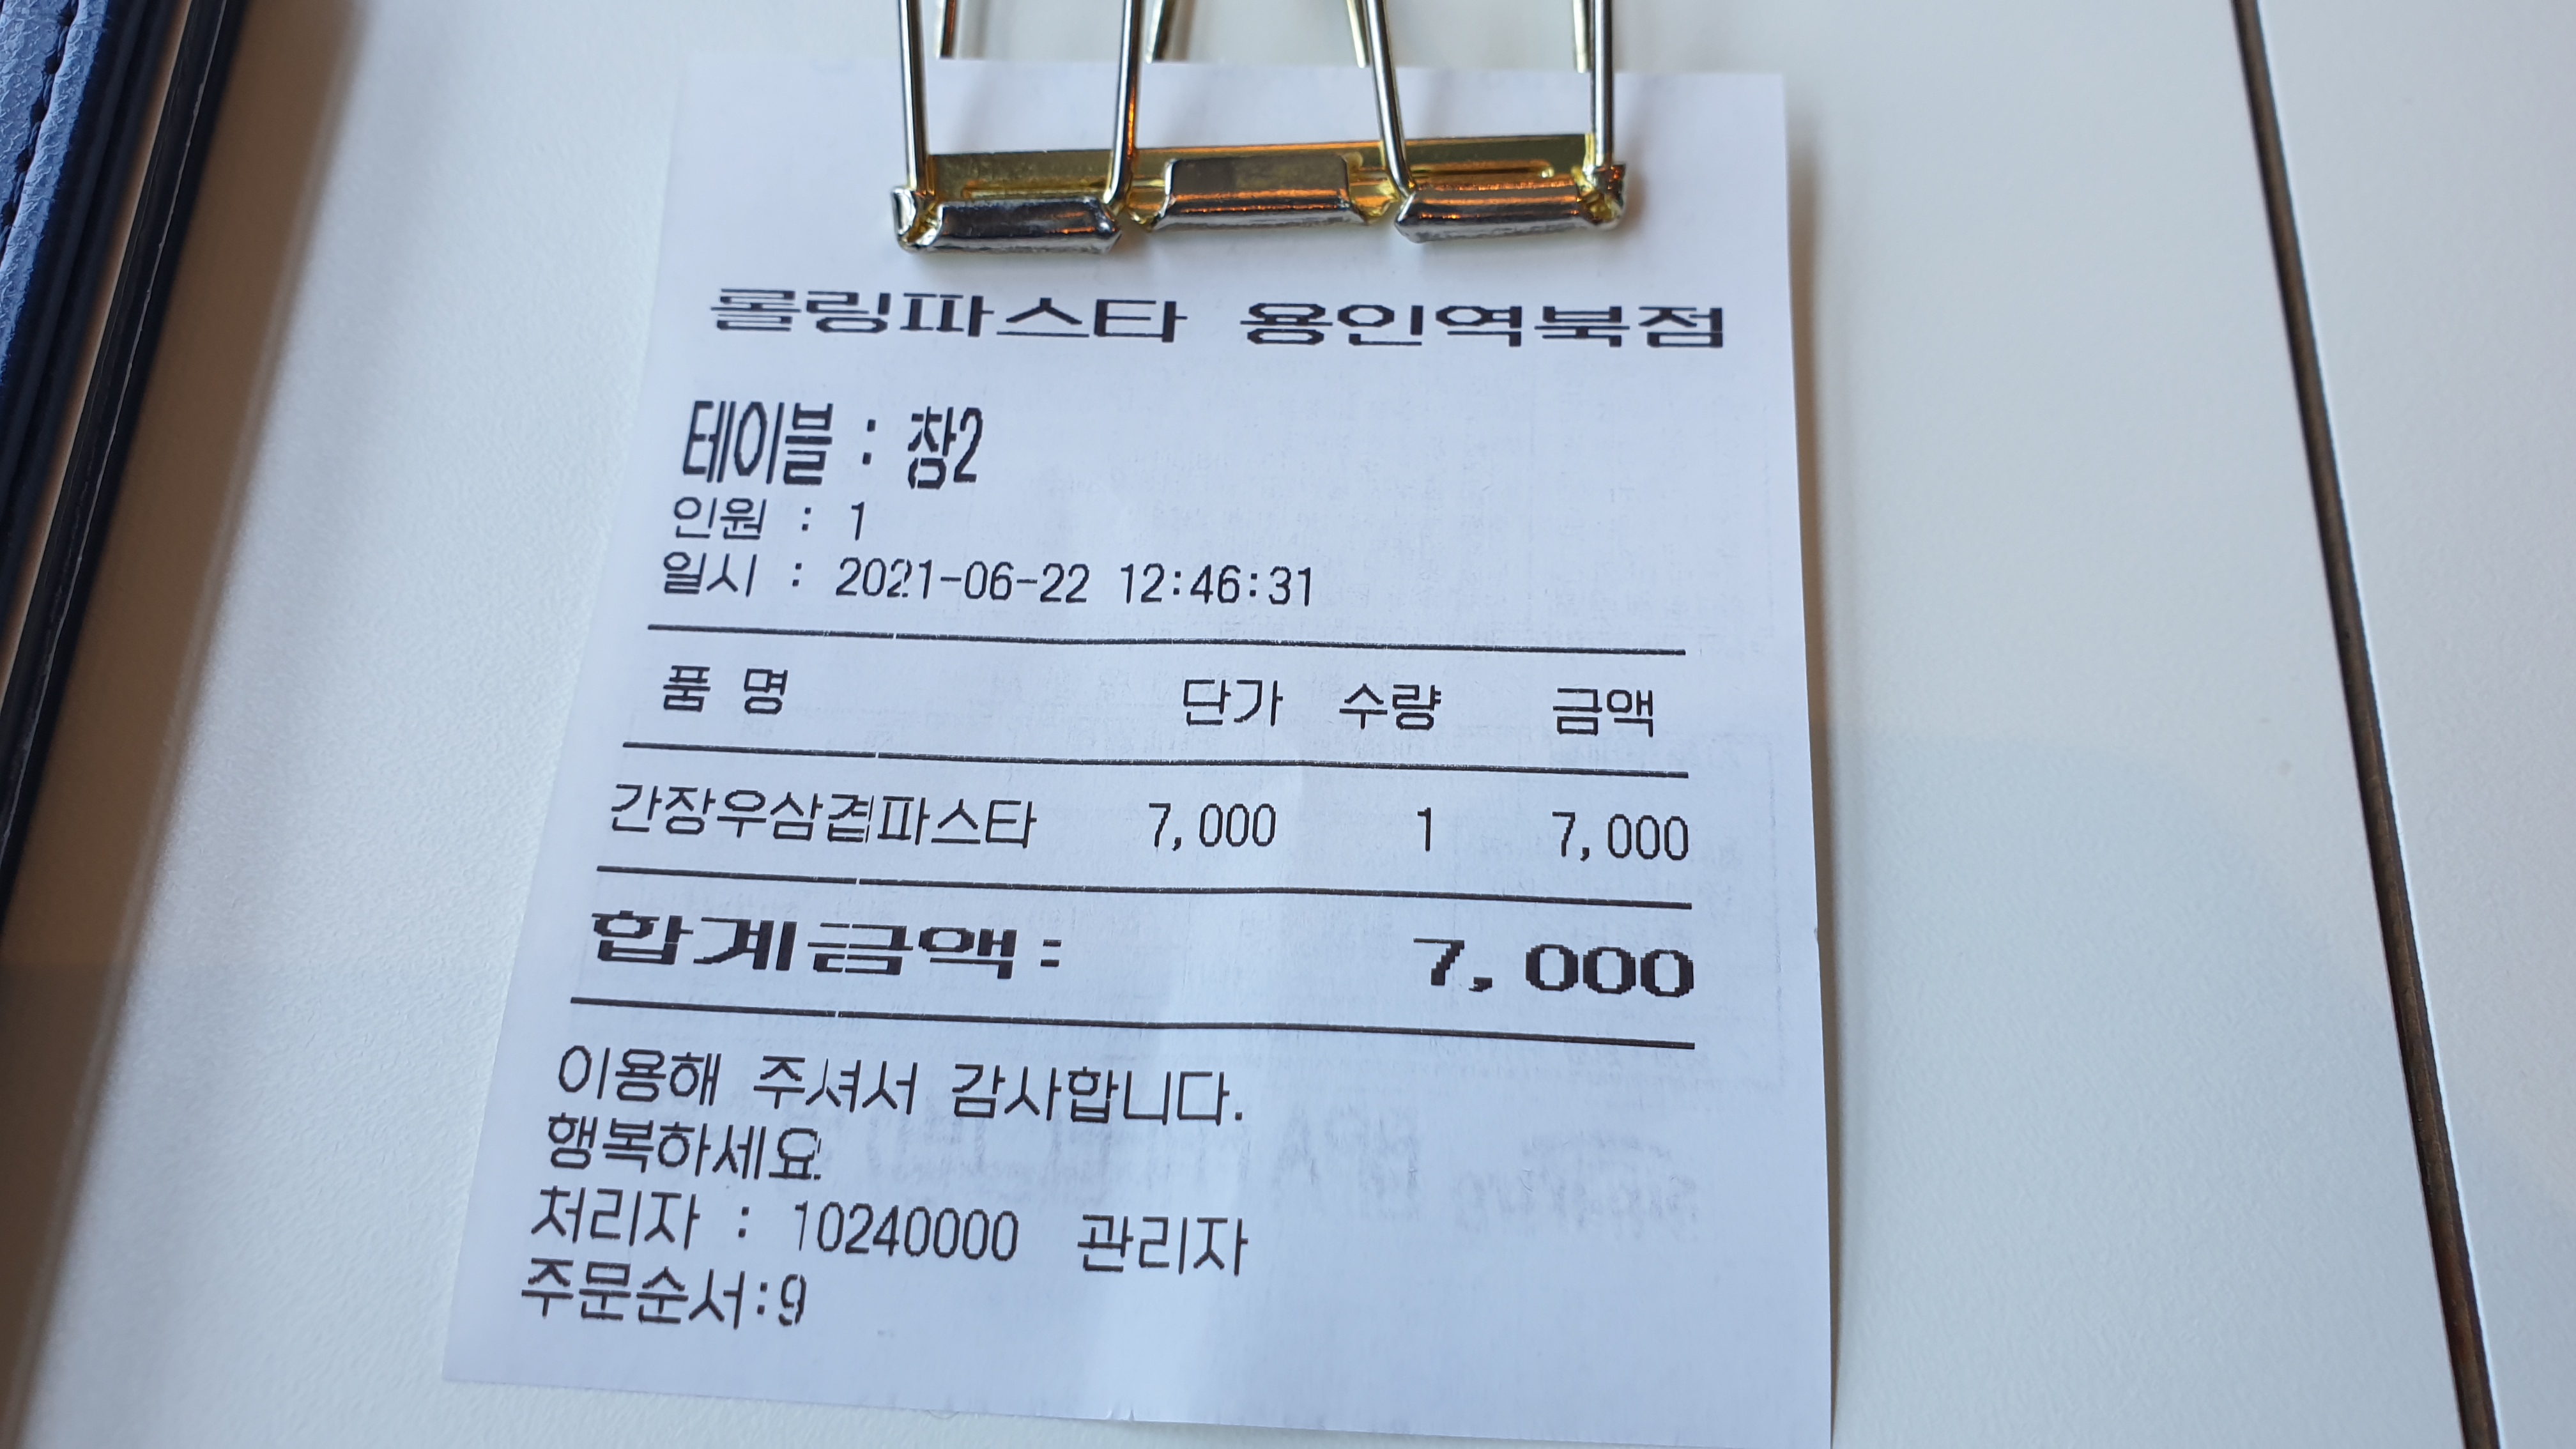 롤링파스타 용인역북점
테이블 : 창2
인원 : 1
일시 : 2021-06-22 12:46:31
품 명 단가 수량 금액
간장우삼겹파스타 7,000 1 7,000
합계금액: 7,000
이용해 주셔서 감사합니다.
행복하세요.
처리자 : 10240000 관리자
주문순서:9